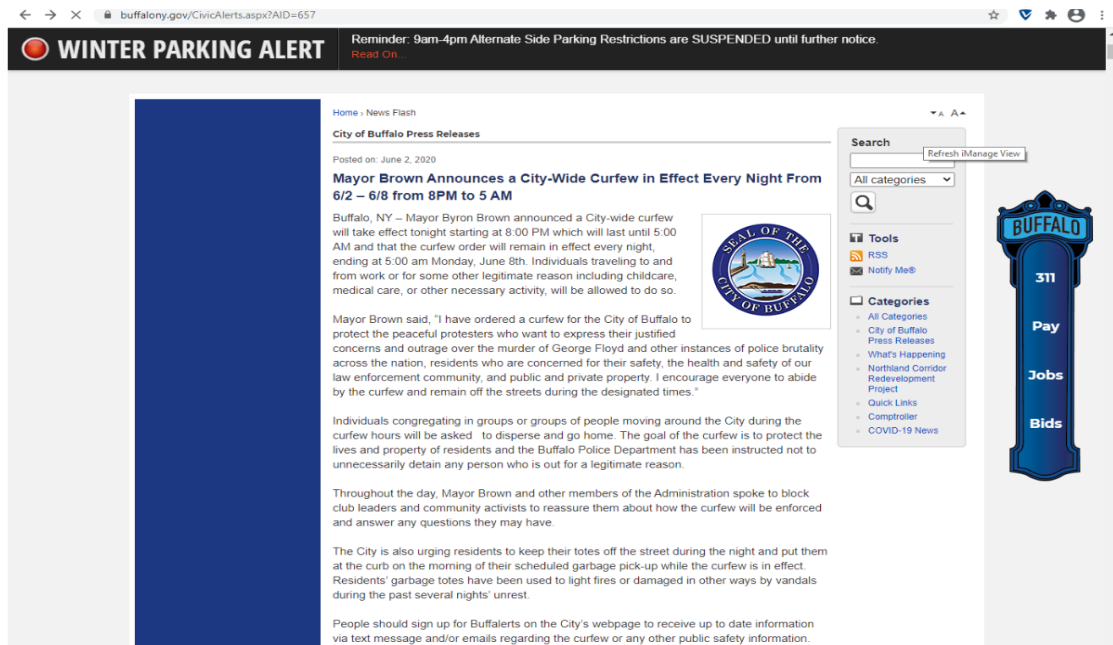 buffalony.gov/CivicAlerts.aspx?AID=657
WINTER PARKING ALERT
Reminder: 9am-4pm Alternate Side Parking Restrictions are SUSPENDED until further notice.
Read On...
Home › News Flash
A A
City of Buffalo Press Releases
Posted on: June 2, 2020
Mayor Brown Announces a City-Wide Curfew in Effect Every Night From
6/2 – 6/8 from 8PM to 5 AM
Buffalo, NY – Mayor Byron Brown announced a City-wide curfew
will take effect tonight starting at 8:00 PM which will last until 5:00
AM and that the curfew order will remain in effect every night,
ending at 5:00 am Monday, June 8th. Individuals traveling to and
from work or for some other legitimate reason including childcare,
medical care, or other necessary activity, will be allowed to do so.
SEAL OF THE
CITY OF BUFFALO
Mayor Brown said, “I have ordered a curfew for the City of Buffalo to
protect the peaceful protesters who want to express their justified
concerns and outrage over the murder of George Floyd and other instances of police brutality
across the nation, residents who are concerned for their safety, the health and safety of our
law enforcement community, and public and private property. I encourage everyone to abide
by the curfew and remain off the streets during the designated times.”
Individuals congregating in groups or groups of people moving around the City during the
curfew hours will be asked to disperse and go home. The goal of the curfew is to protect the
lives and property of residents and the Buffalo Police Department has been instructed not to
unnecessarily detain any person who is out for a legitimate reason.
Throughout the day, Mayor Brown and other members of the Administration spoke to block
club leaders and community activists to reassure them about how the curfew will be enforced
and answer any questions they may have.
The City is also urging residents to keep their totes off the street during the night and put them
at the curb on the morning of their scheduled garbage pick-up while the curfew is in effect.
Residents’ garbage totes have been used to light fires or damaged in other ways by vandals
during the past several nights’ unrest.
People should sign up for Buffalerts on the City’s webpage to receive up to date information
via text message and/or emails regarding the curfew or any other public safety information.
Search
Refresh iManage View
All categories
Tools
RSS
Notify Me®
Categories
All Categories
City of Buffalo
Press Releases
What's Happening
Northland Corridor
Redevelopment
Project
Quick Links
Comptroller
COVID-19 News
BUFFALO
311
Pay
Jobs
Bids